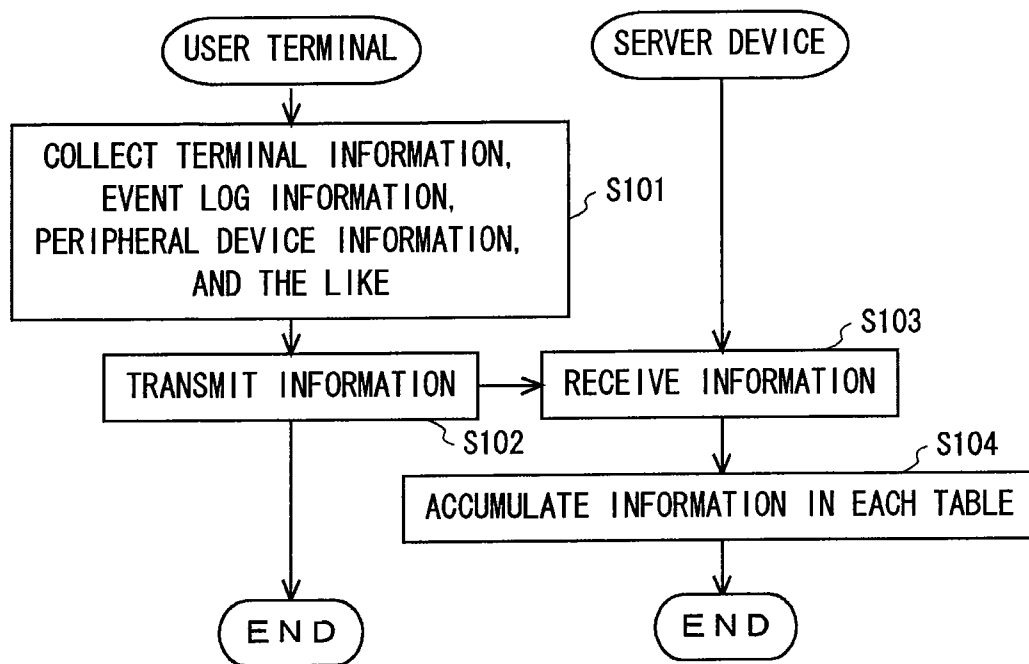 USER TERMINAL
SERVER DEVICE
COLLECT TERMINAL INFORMATION,
EVENT LOG INFORMATION,
PERIPHERAL DEVICE INFORMATION,
AND THE LIKE
S101
S103
TRANSMIT INFORMATION
RECEIVE INFORMATION
S102
S104
ACCUMULATE INFORMATION IN EACH TABLE
END
END